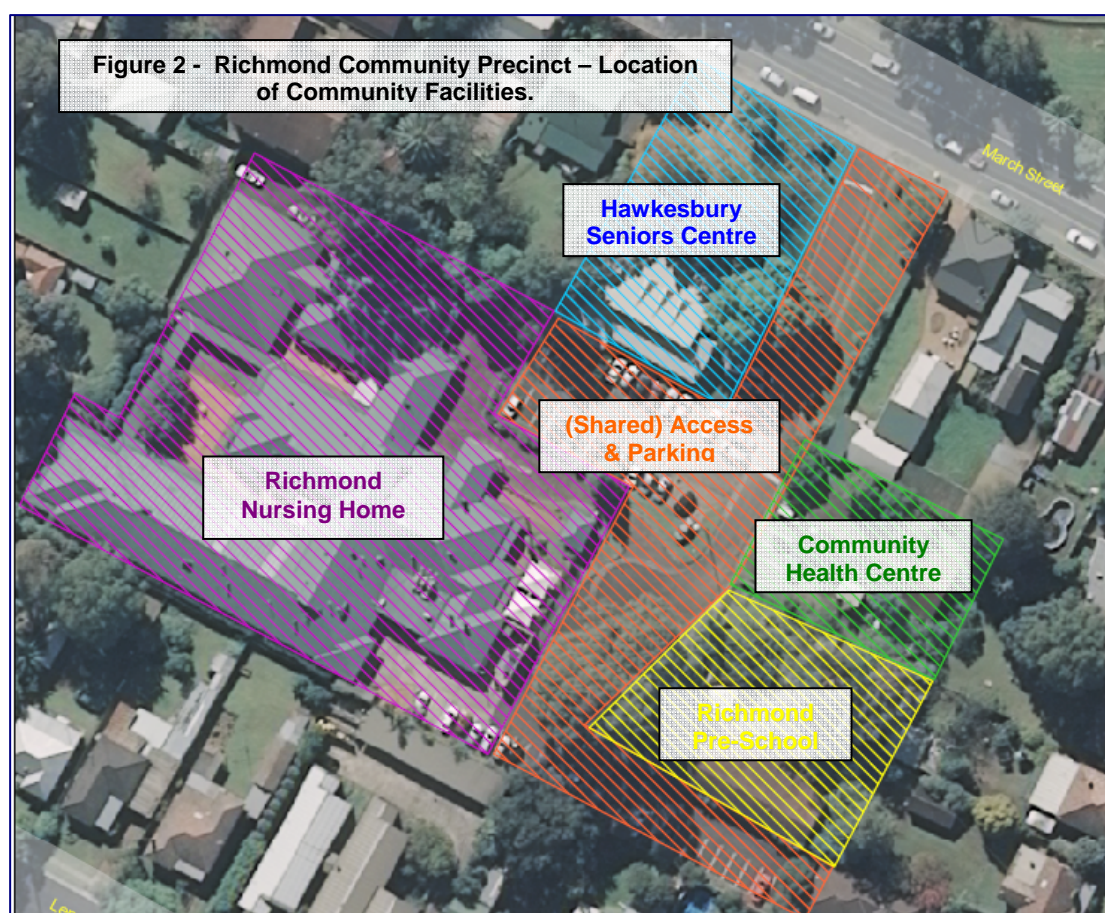 Figure 2 - Richmond Community Precinct – Location
of Community Facilities.
March Street
Hawkesbury
Seniors Centre
(Shared) Access
& Parking
Richmond
Nursing Home
Community
Health Centre
Richmond
Pre-School